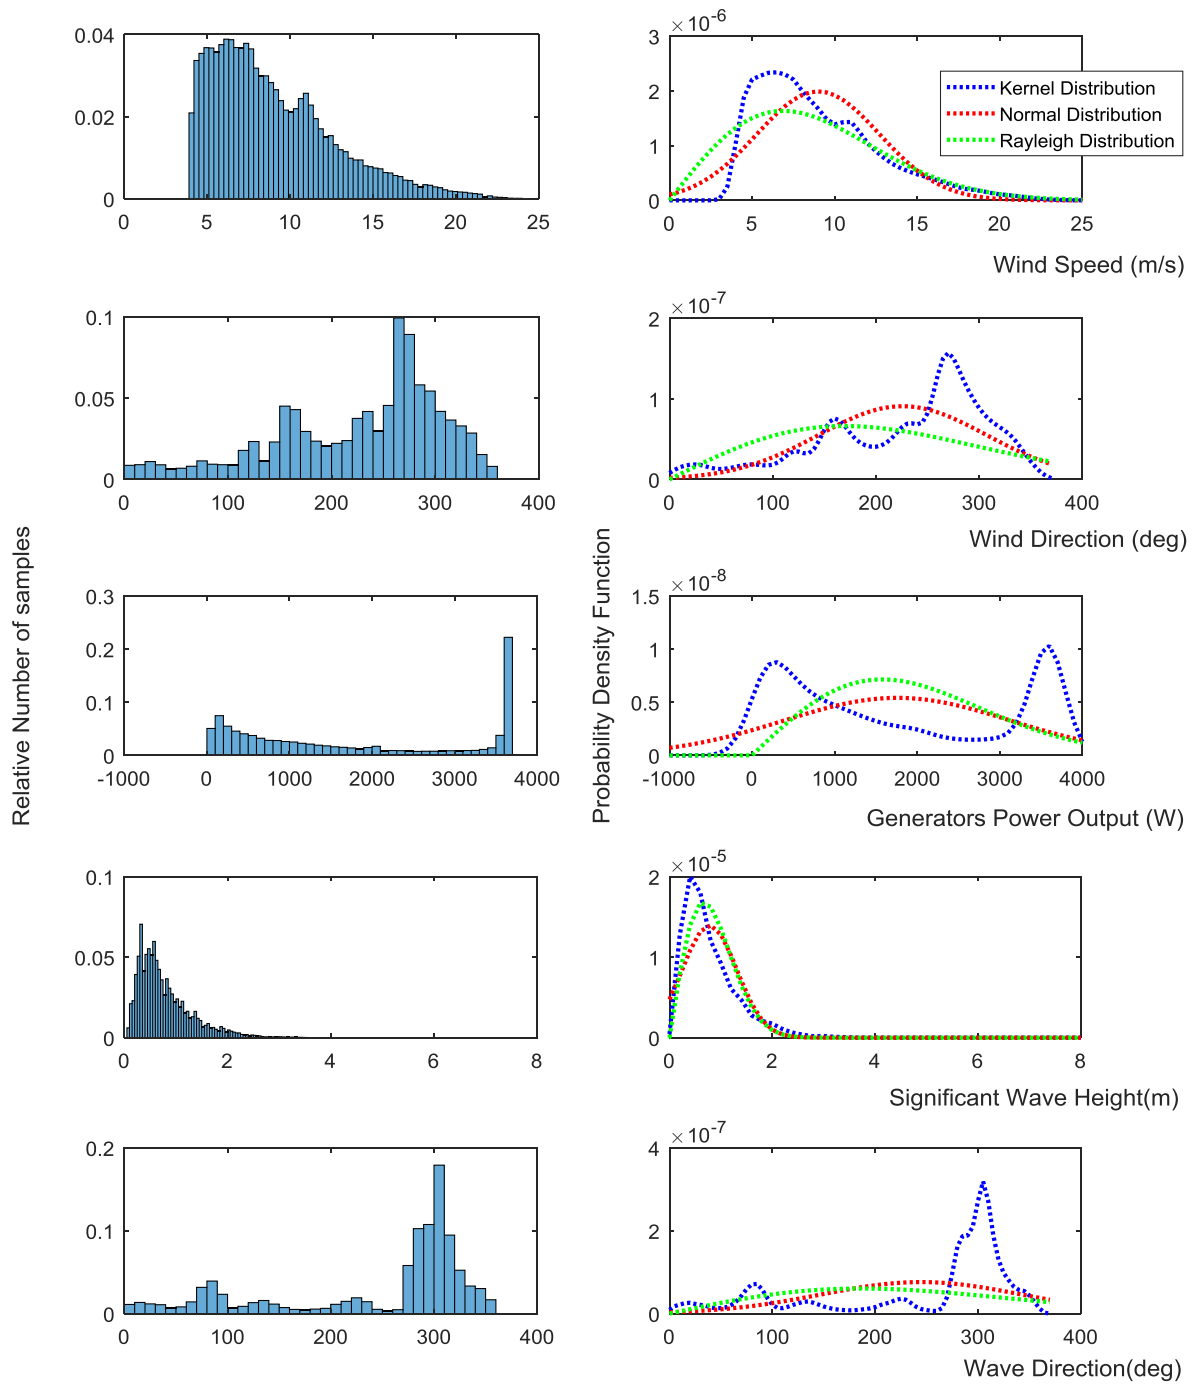 0.04
0.02
0
0 5 10 15 20 25
×10-6
3
2
1
0
0 5 10 15 20 25
Kernel Distribution
Normal Distribution
Rayleigh Distribution
Wind Speed (m/s)
0.1
0.05
0
0 100 200 300 400
×10-7
2
1
0
0 100 200 300 400
Wind Direction (deg)
Relative Number of samples
Probability Density Function
0.3
0.2
0.1
0
-1000 0 1000 2000 3000 4000
×10-8
1.5
1
0.5
0
-1000 0 1000 2000 3000 4000
Generators Power Output (W)
0.1
0.05
0
0 2 4 6 8
×10-5
2
1
0
0 2 4 6 8
Significant Wave Height(m)
0.2
0.1
0
0 100 200 300 400
×10-7
4
2
0
0 100 200 300 400
Wave Direction(deg)